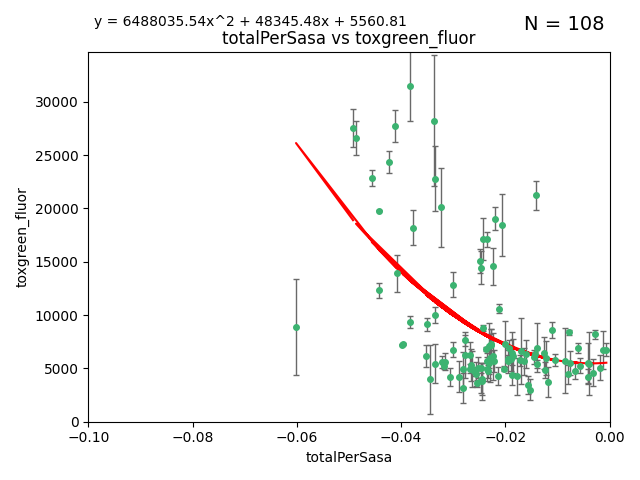 y = 6488035.54x^2 + 48345.48x + 5560.81
N = 108
totalPerSasa vs toxgreen_fluor
toxgreen_fluor
30000
25000
20000
15000
10000
5000
0
−0.10 −0.08 −0.06 −0.04 −0.02 0.00
totalPerSasa